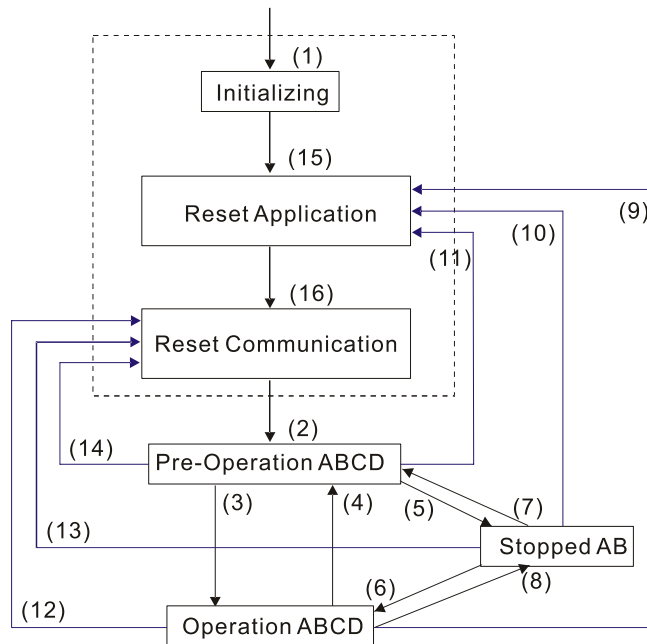 (1)
Initializing
(15)
Reset Application
(9)
(10)
(11)
(16)
Reset Communication
(2)
(14)
Pre-Operation ABCD
(3)
(4)
(5)
(7)
(13)
Stopped AB
(6)
(8)
(12)
Operation ABCD